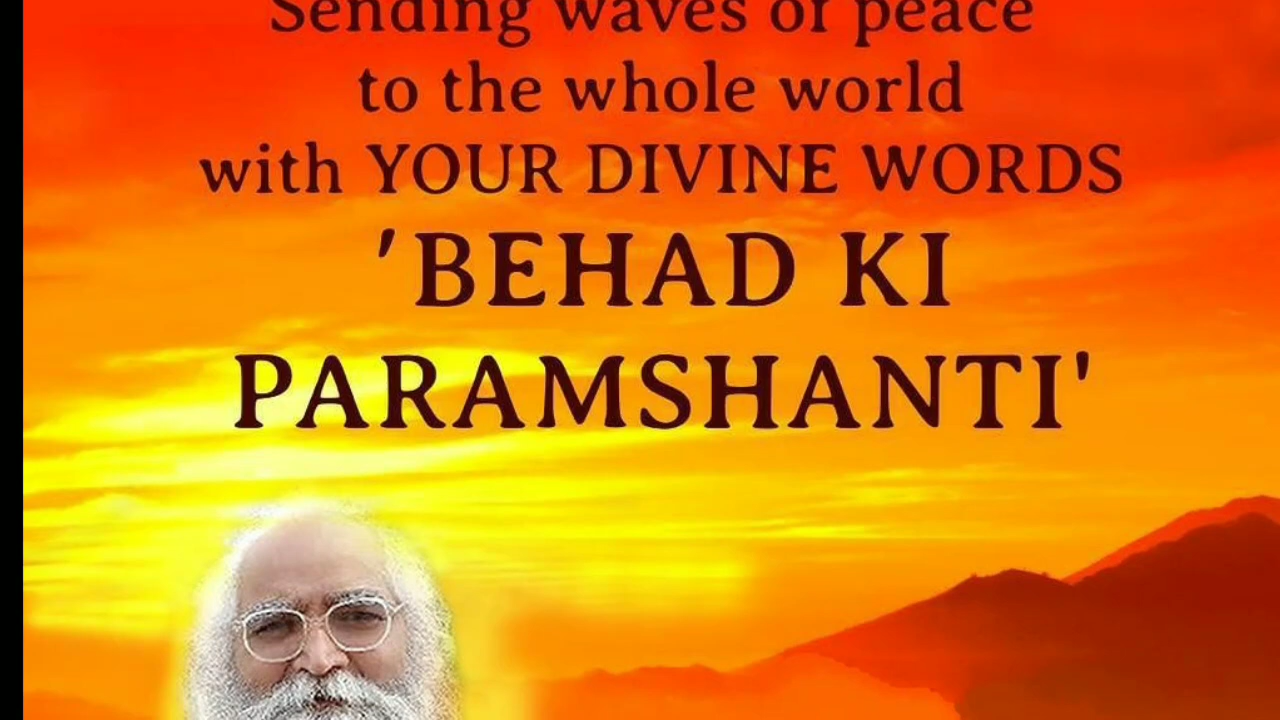 Sending waves of peace
to the whole world
with YOUR DIVINE WORDS
'BEHAD KI
PARAMSHANTI'